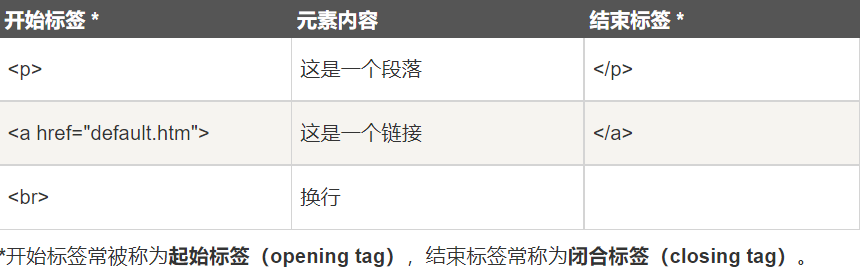 开始标签 * 元素内容 结束标签 *
<p> 这是一个段落 </p>
<a href="default.htm"> 这是一个链接 </a>
<br> 换行
*开始标签常被称为起始标签（opening tag），结束标签常称为闭合标签（closing tag）。